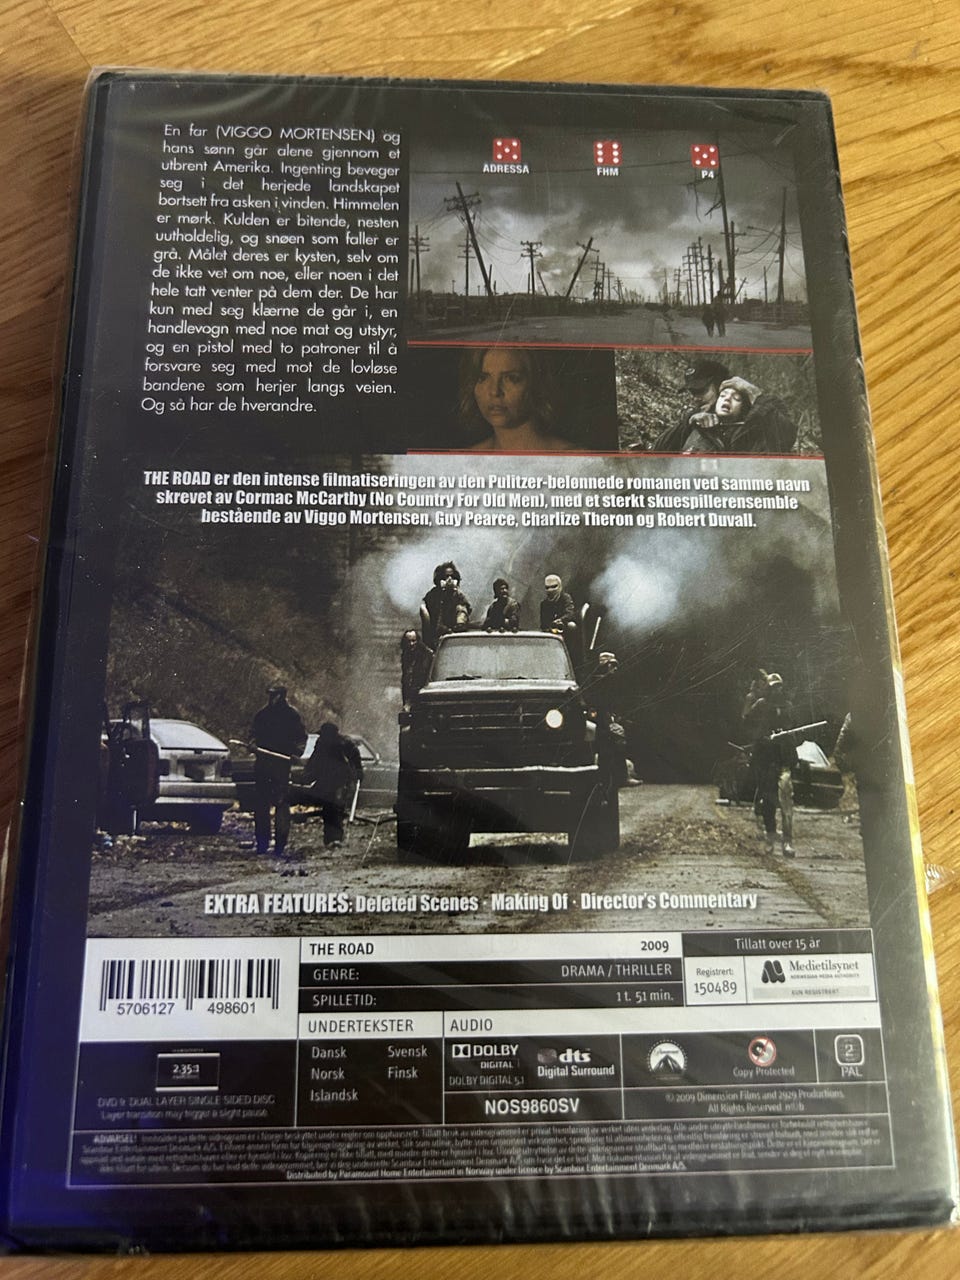 En far (VIGGO MORTENSEN) og
hans sønn går alene gjennom et
utbrent Amerika. Ingenting beveger
seg i det herjede landskapet
bortsett fra asken i vinden. Himmelen
er mørk. Kulden er bitende, nesten
uutholdelig, og snøen som faller er
grå. Målet deres er kysten, selv om
de ikke vet om noe, eller noen i det
hele tatt venter på dem der. De har
kun med seg klærne de går i, en
handlevogn med noe mat og utstyr,
og en pistol med to patroner til å
forsvare seg med mot de lovløse
bandene som herjer langs veien.
Og så har de hverandre.
ADRESSA
FHM
P4
THE ROAD er den intense filmatiseringen av den Pulitzer-belønnede romanen ved samme navn
skrevet av Cormac McCarthy (No Country For Old Men), med et sterkt skuespillerensemble
bestående av Viggo Mortensen, Guy Pearce, Charlize Theron og Robert Duvall.
EXTRA FEATURES: Deleted Scenes · Making Of · Director's Commentary
5706127 498601
THE ROAD 2009
GENRE: DRAMA / THRILLER
SPILLETID: 1 t. 51 min.
Tillatt over 15 år
Registrert:
150489
Medietilsynet
NORWEGIAN MEDIA AUTHORITY
KUN REGISTRERT
UNDERTEKSTER
Dansk Svensk
Norsk Finsk
Islandsk
AUDIO
DOLBY
DIGITAL
DOLBY DIGITAL 5.1
dts
Digital Surround
NOS9860SV
Copy Protected
2
PAL
2.35:1
DVD 9: DUAL LAYER SINGLE SIDED DISC
Layer transition may trigger a slight pause
© 2009 Dimension Films and 2929 Productions.
All Rights Reserved
ADVARSEL!
Distributed by Paramount Home Entertainment in Norway under licence by Scanbox Entertainment Denmark A/S.